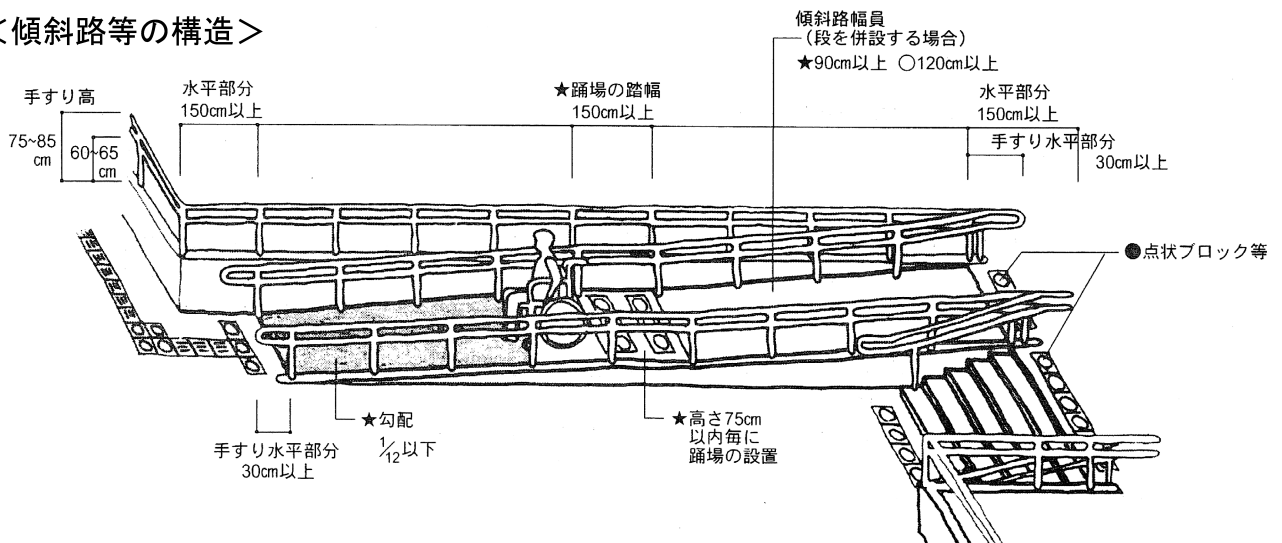 ＜傾斜路等の構造＞
傾斜路幅員
（段を併設する場合）
★90cm以上 ○120cm以上
手すり高
75~85
cm
60~65
cm
水平部分
150cm以上
★踊場の踏幅
150cm以上
水平部分
150cm以上
手すり水平部分
30cm以上
●点状ブロック等
手すり水平部分
30cm以上
★勾配
1/12以下
★高さ75cm
以内毎に
踊場の設置